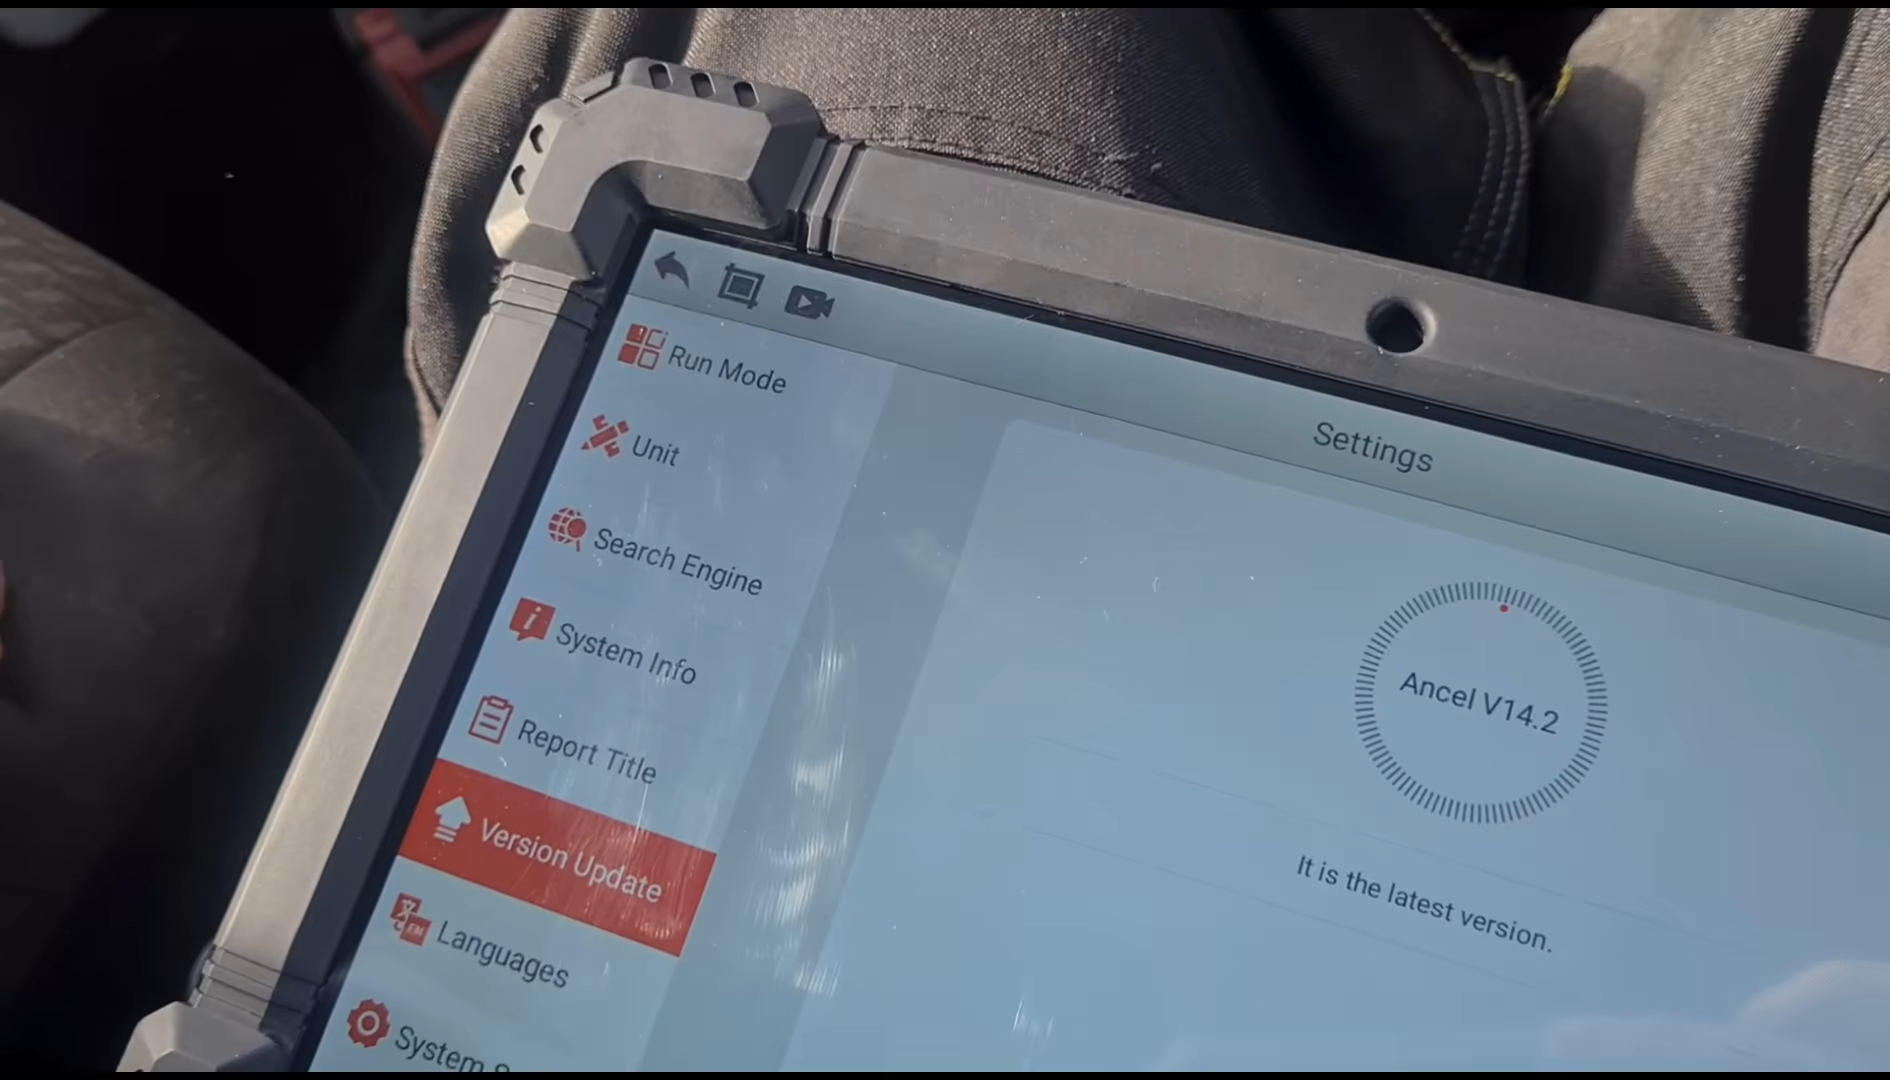 Settings
Run Mode
Unit
Search Engine
System Info
Report Title
Version Update
Languages
System
Ancel V14.2
It is the latest version.